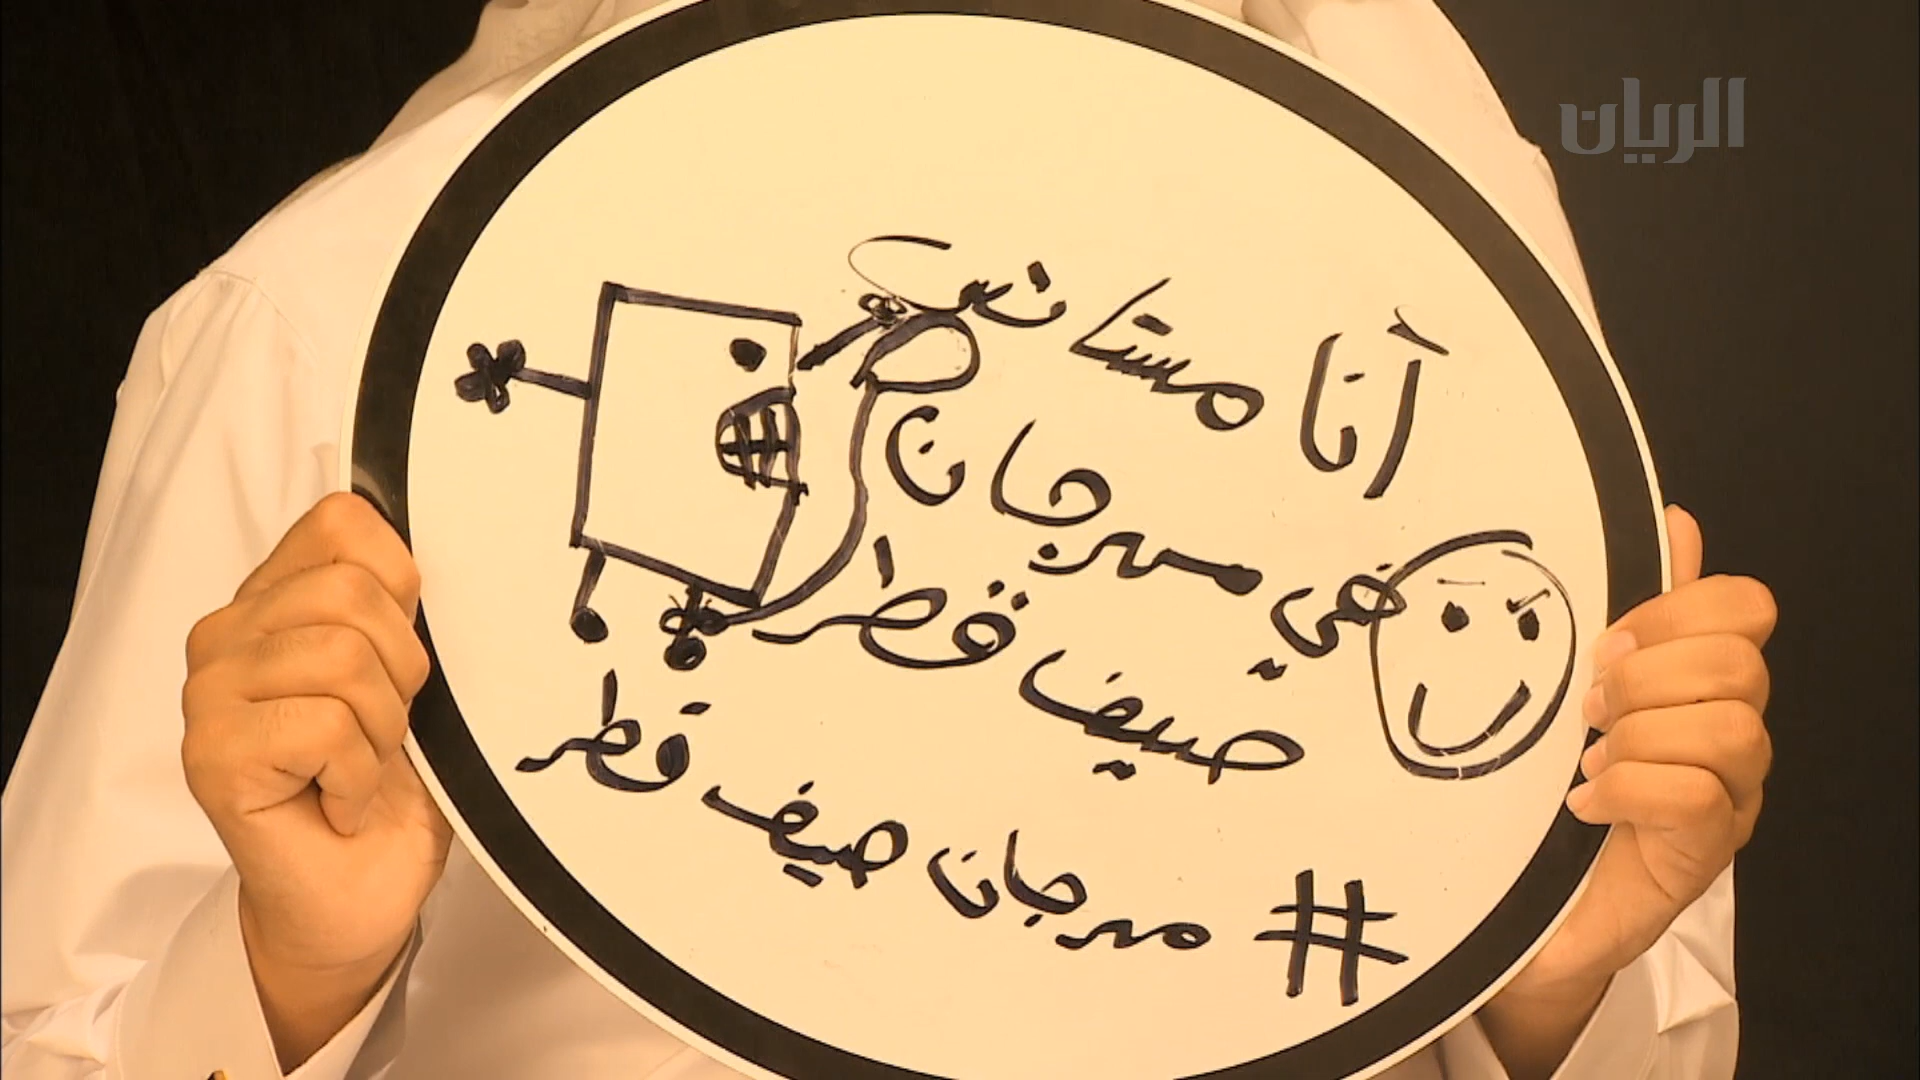 الريان
أنا مستانس
في مهرجان
صيف قطر
# مهرجان صيف قطر